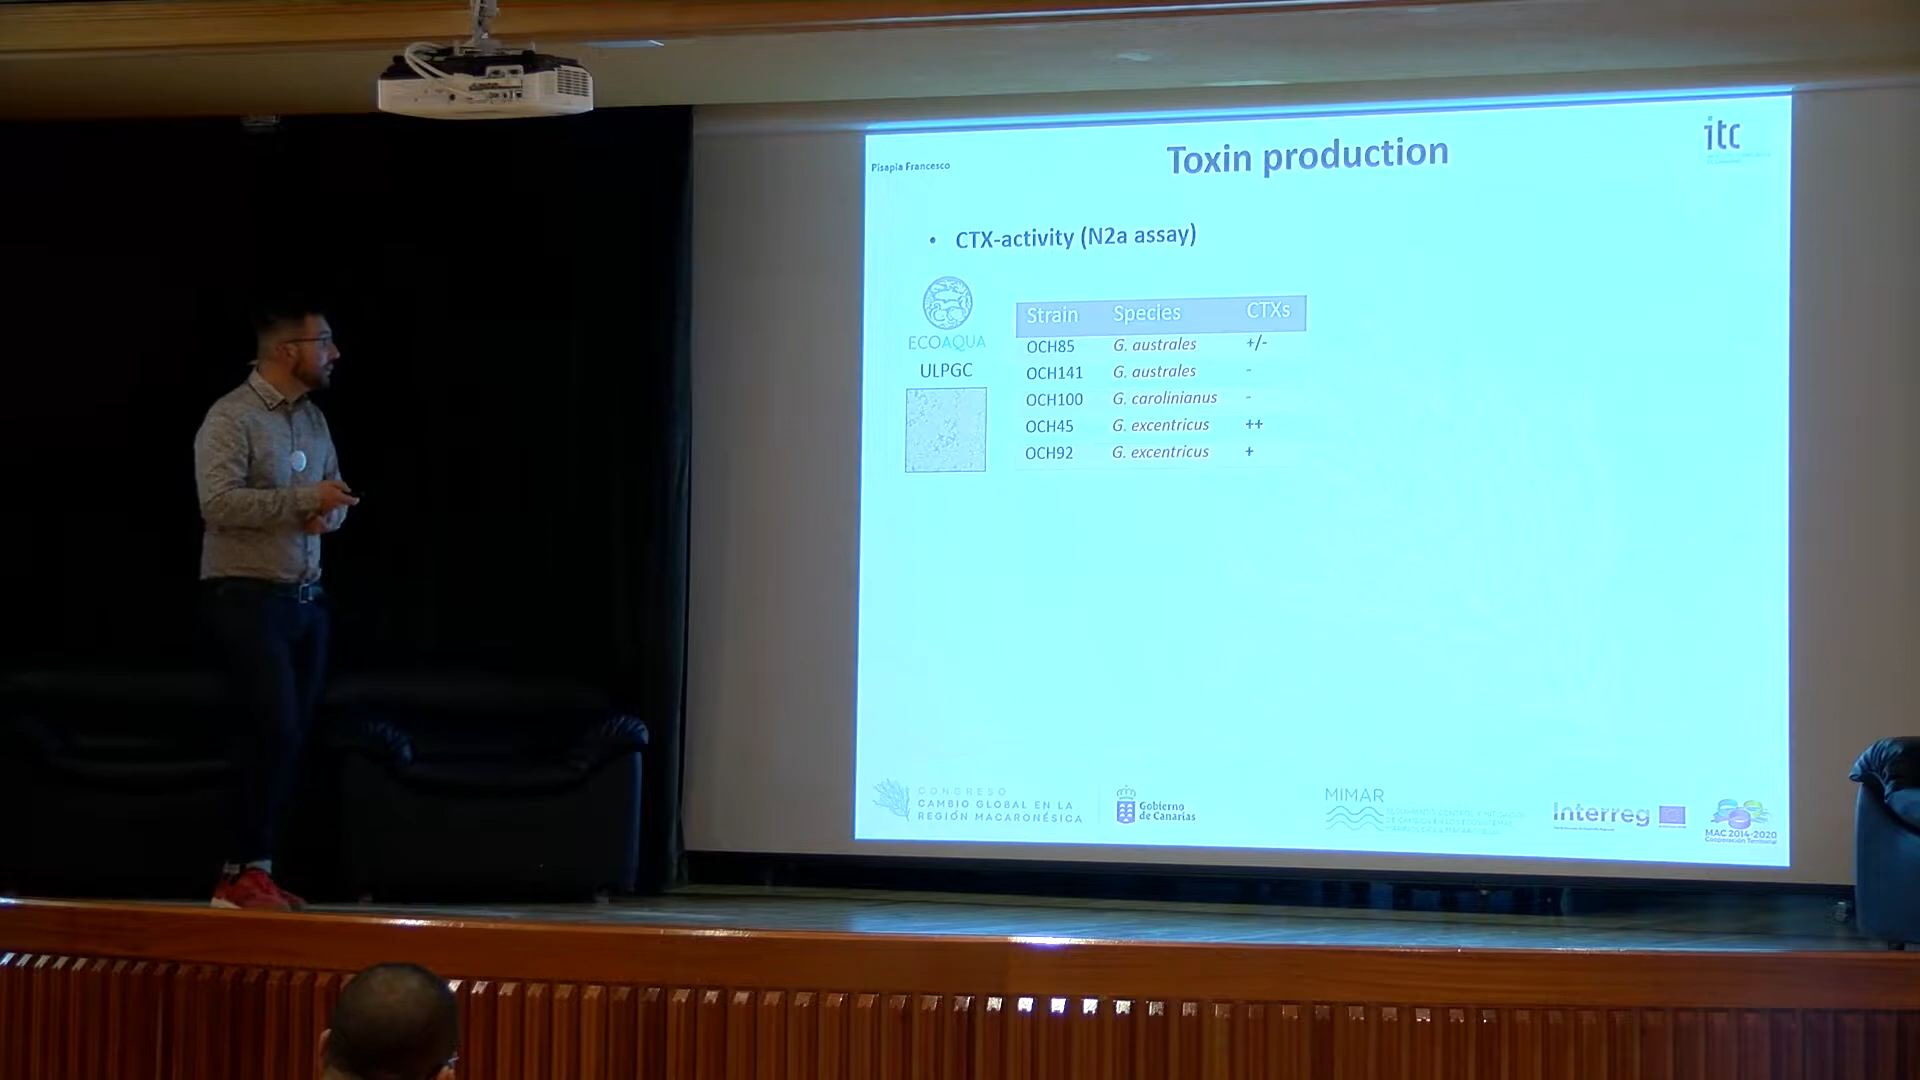 Pisapia Francesco
Toxin production
itc
• CTX-activity (N2a assay)
ECOAQUA
ULPGC
Strain Species CTXs
OCH85 G. australes +/-
OCH141 G. australes -
OCH100 G. carolinianus -
OCH45 G. excentricus ++
OCH92 G. excentricus +
CONGRESO
CAMBIO GLOBAL EN LA
REGIÓN MACARONÉSICA
Gobierno
de Canarias
MIMAR
Interreg
MAC 2014-2020
Cooperación Territorial